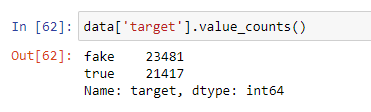 In [62]: data['target'].value_counts()
Out[62]: fake    23481
true    21417
Name: target, dtype: int64